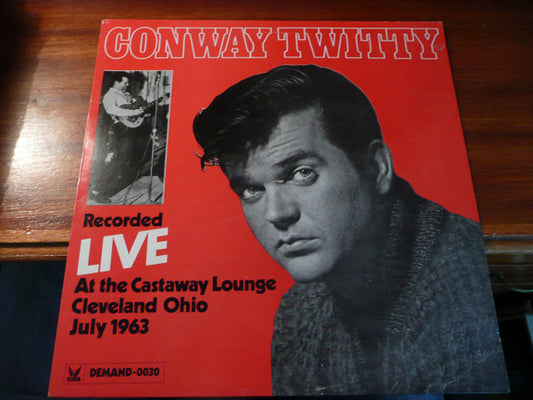 CONWAY TWITTY
Recorded
LIVE
At the Castaway Lounge
Cleveland Ohio
July 1963
DEMAND-0030